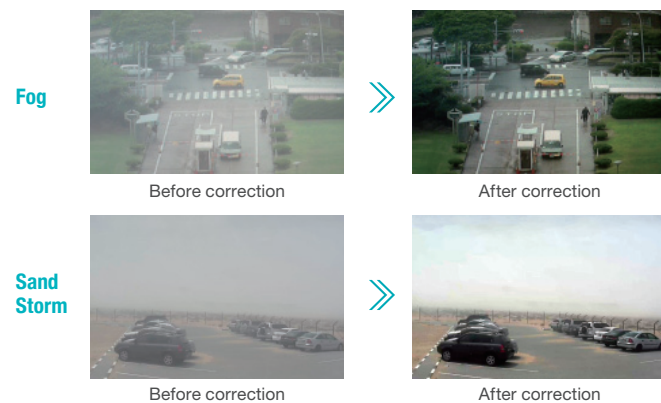 Fog
Before correction
After correction
Sand
Storm
Before correction
After correction